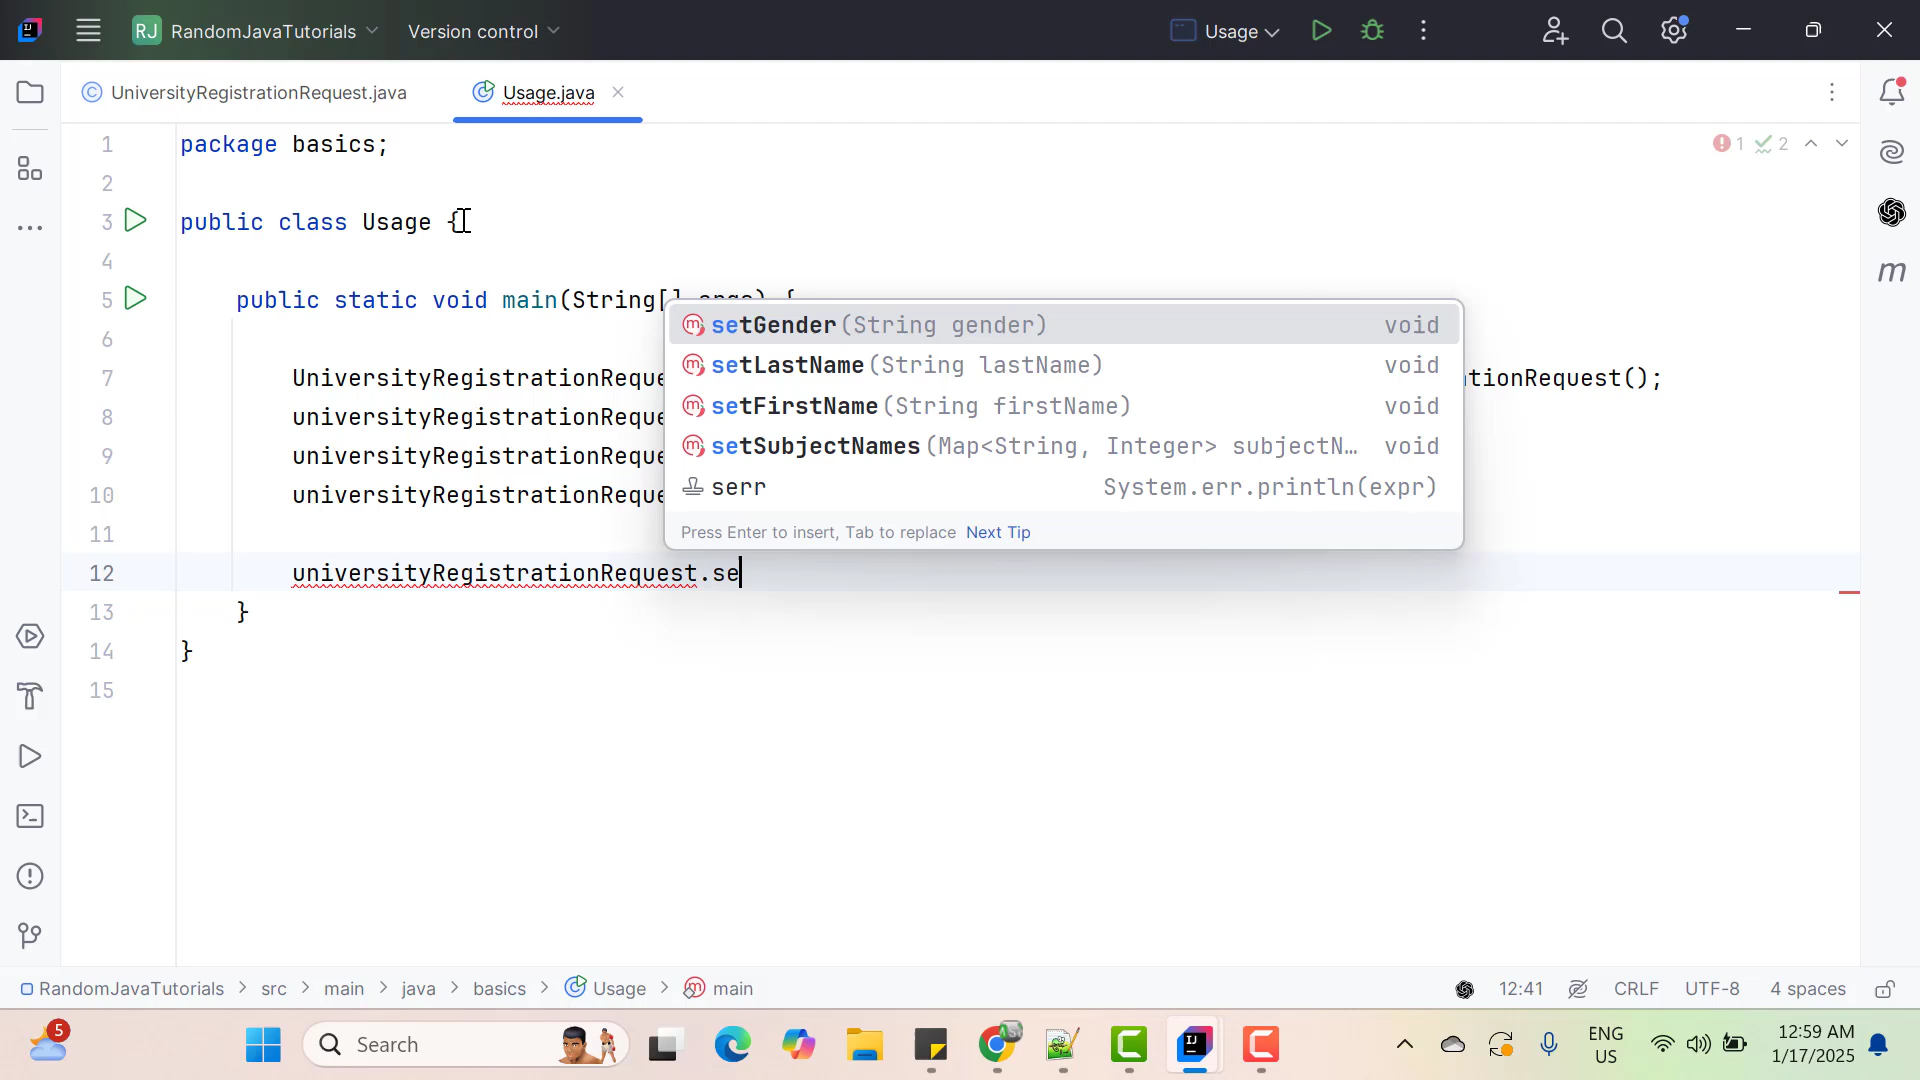 RJ RandomJavaTutorials Version control Usage
UniversityRegistrationRequest.java Usage.java
1 package basics; 1 2
2
3 public class Usage {
4
5 public static void main(String[] args) {
6
7 UniversityRegistrationReque tionRequest();
8 universityRegistrationReque
9 universityRegistrationReque
10 universityRegistrationReque
11
12 universityRegistrationRequest.se
13 }
14 }
15
setGender(String gender) void
setLastName(String lastName) void
setFirstName(String firstName) void
setSubjectNames(Map<String, Integer> subjectN… void
serr System.err.println(expr)
Press Enter to insert, Tab to replace Next Tip
m
RandomJavaTutorials > src > main > java > basics > Usage > main 12:41 CRLF UTF-8 4 spaces
5 Search ENG US 12:59 AM
1/17/2025